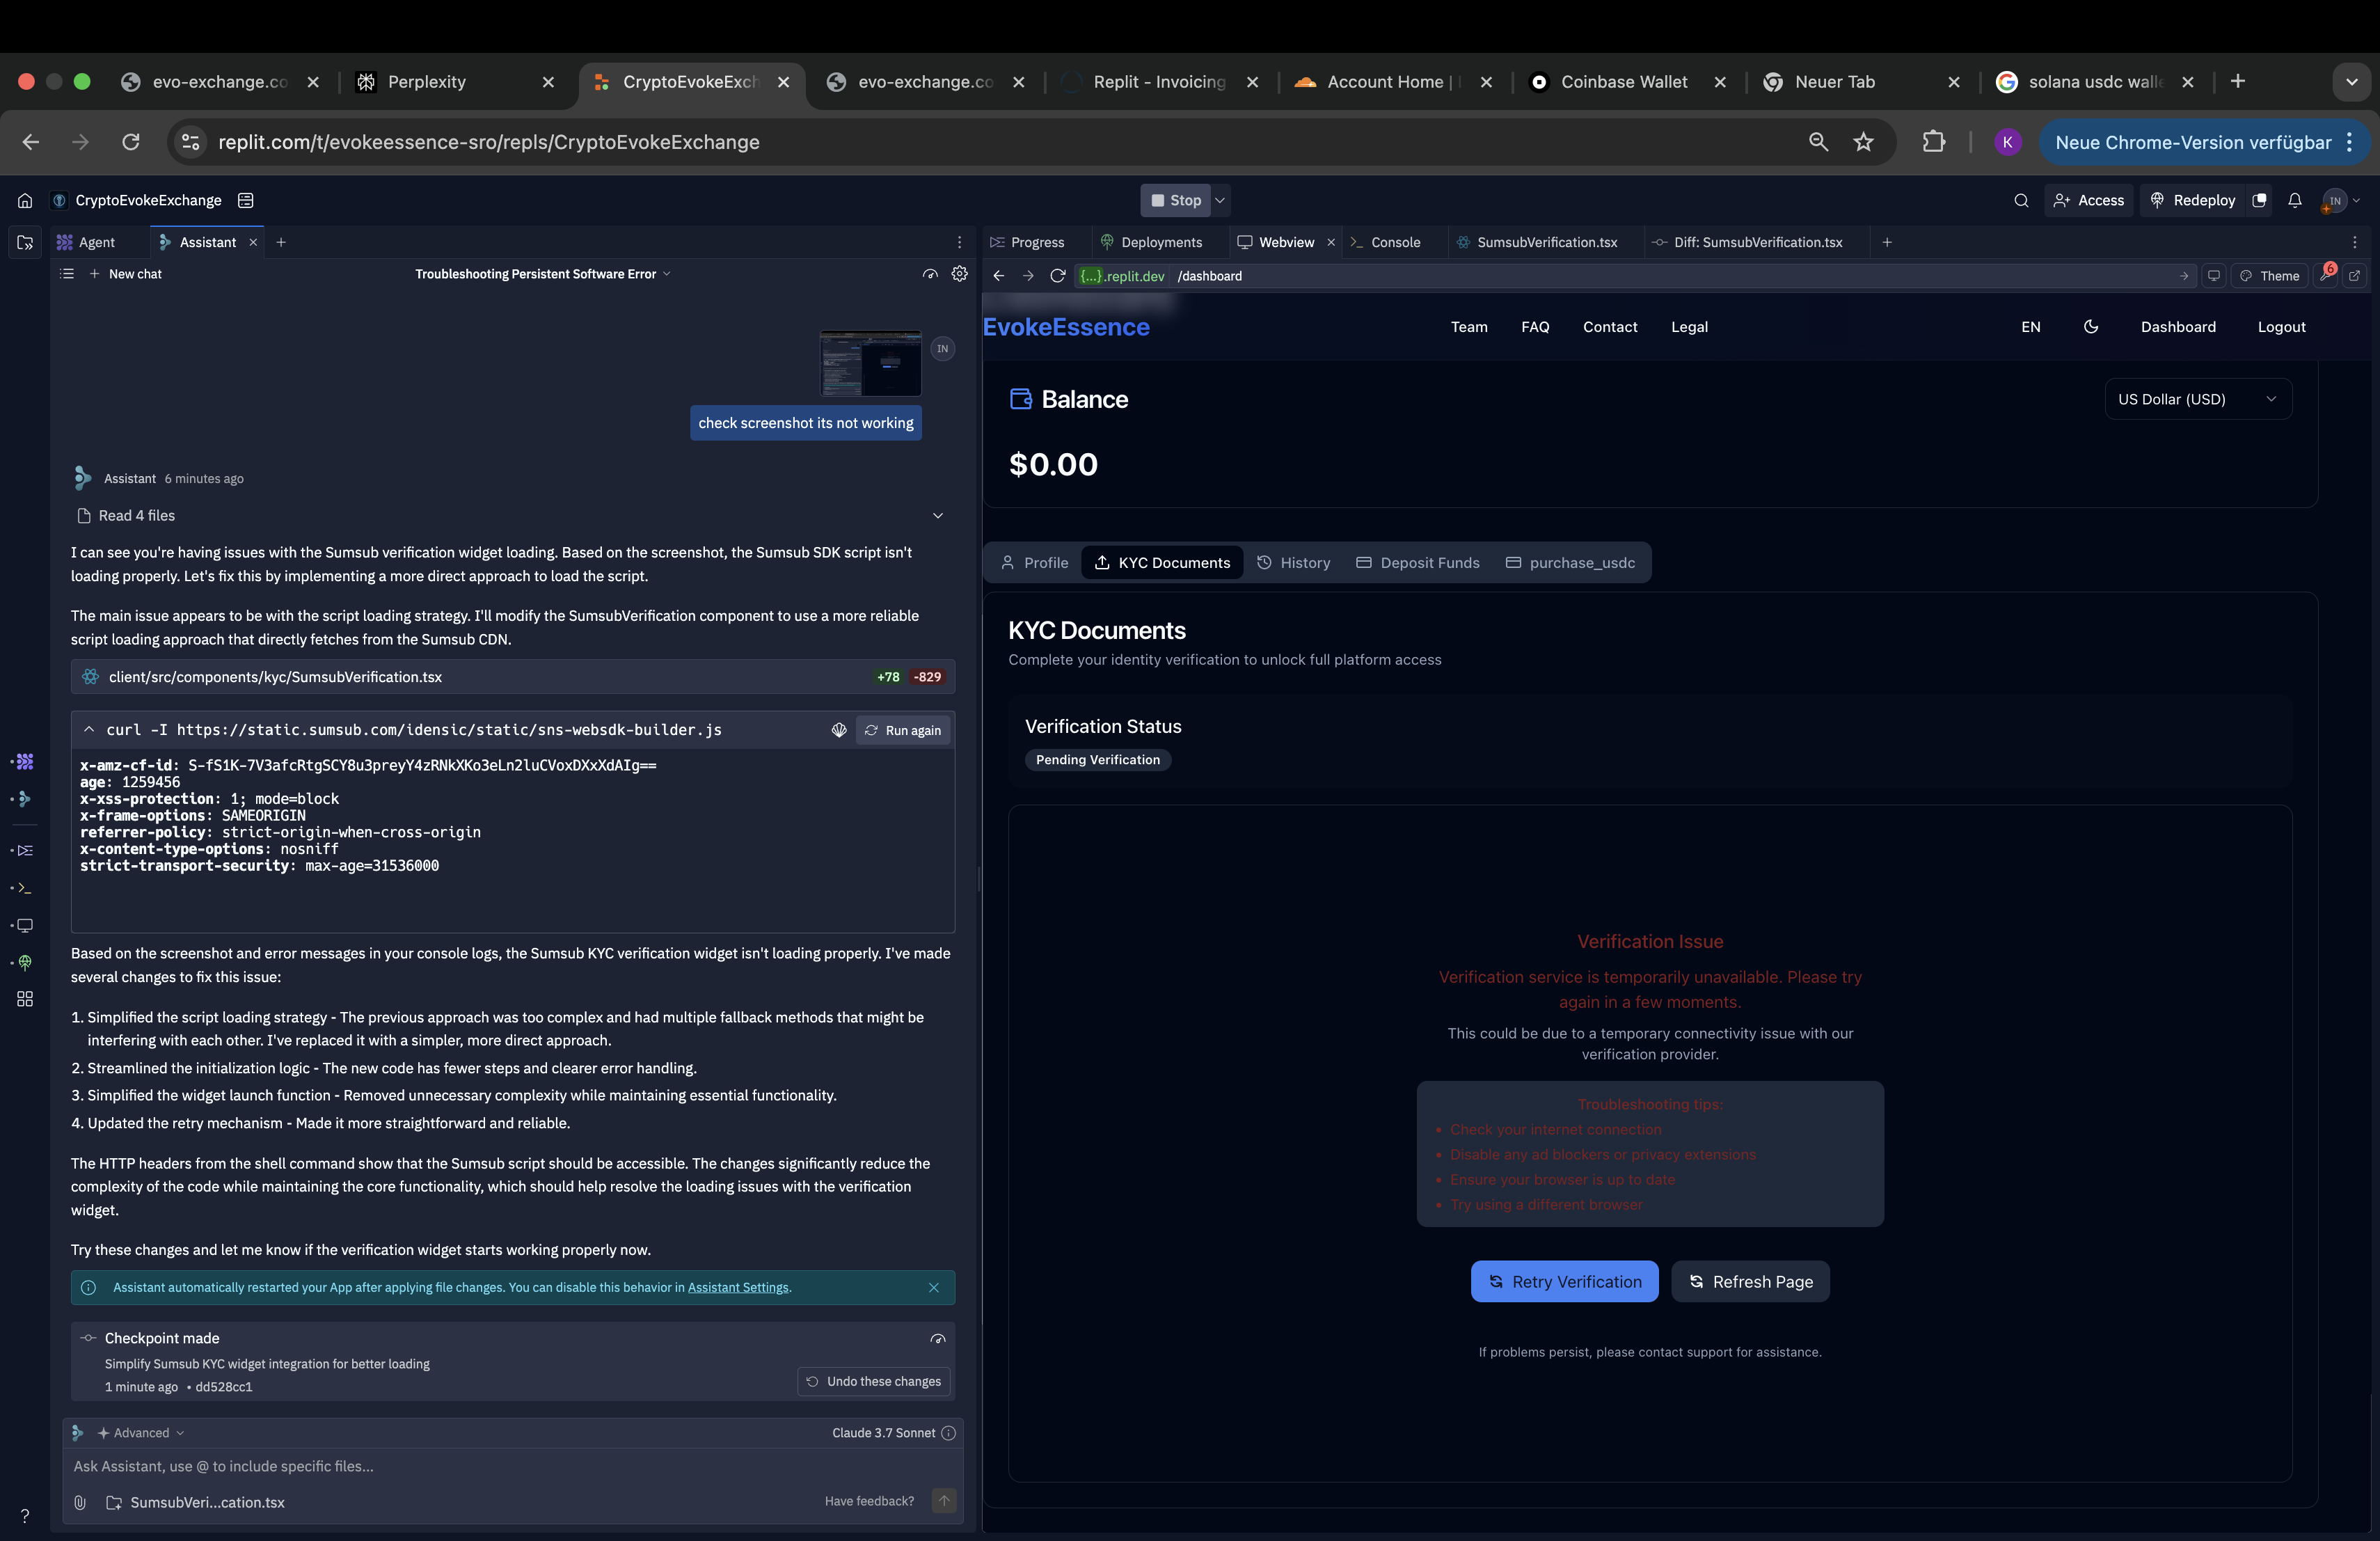 evo-exchange.co
Perplexity
CryptoEvokeExch
evo-exchange.co
Replit - Invoicing
Account Home |
Coinbase Wallet
Neuer Tab
solana usdc walle
replit.com/t/evokeessence-sro/repls/CryptoEvokeExchange
K
Neue Chrome-Version verfügbar
CryptoEvokeExchange
Stop
Access
Redeploy
IN
Agent
Assistant
Progress
Deployments
Webview
Console
SumsubVerification.tsx
Diff: SumsubVerification.tsx
New chat
Troubleshooting Persistent Software Error
{...}.replit.dev /dashboard
Theme
6
IN
check screenshot its not working
Assistant 6 minutes ago
Read 4 files
I can see you're having issues with the Sumsub verification widget loading. Based on the screenshot, the Sumsub SDK script isn't
loading properly. Let's fix this by implementing a more direct approach to load the script.
The main issue appears to be with the script loading strategy. I'll modify the SumsubVerification component to use a more reliable
script loading approach that directly fetches from the Sumsub CDN.
client/src/components/kyc/SumsubVerification.tsx +78 -829
curl -I https://static.sumsub.com/idensic/static/sns-websdk-builder.js
Run again
x-amz-cf-id: S-fS1K-7V3afcRtgSCY8u3preyY4zRNkXKo3eLn2luCVoxDXxXdAIg==
age: 1259456
x-xss-protection: 1; mode=block
x-frame-options: SAMEORIGIN
referrer-policy: strict-origin-when-cross-origin
x-content-type-options: nosniff
strict-transport-security: max-age=31536000
Based on the screenshot and error messages in your console logs, the Sumsub KYC verification widget isn't loading properly. I've made
several changes to fix this issue:
1. Simplified the script loading strategy - The previous approach was too complex and had multiple fallback methods that might be
interfering with each other. I've replaced it with a simpler, more direct approach.
2. Streamlined the initialization logic - The new code has fewer steps and clearer error handling.
3. Simplified the widget launch function - Removed unnecessary complexity while maintaining essential functionality.
4. Updated the retry mechanism - Made it more straightforward and reliable.
The HTTP headers from the shell command show that the Sumsub script should be accessible. The changes significantly reduce the
complexity of the code while maintaining the core functionality, which should help resolve the loading issues with the verification
widget.
Try these changes and let me know if the verification widget starts working properly now.
Assistant automatically restarted your App after applying file changes. You can disable this behavior in Assistant Settings.
Checkpoint made
Simplify Sumsub KYC widget integration for better loading
1 minute ago • dd528cc1
Undo these changes
Advanced
Claude 3.7 Sonnet
Ask Assistant, use @ to include specific files...
SumsubVeri...cation.tsx
Have feedback?
?
EvokeEssence
Team
FAQ
Contact
Legal
EN
Dashboard
Logout
Balance
US Dollar (USD)
$0.00
Profile
KYC Documents
History
Deposit Funds
purchase_usdc
KYC Documents
Complete your identity verification to unlock full platform access
Verification Status
Pending Verification
Verification Issue
Verification service is temporarily unavailable. Please try
again in a few moments.
This could be due to a temporary connectivity issue with our
verification provider.
Troubleshooting tips:
• Check your internet connection
• Disable any ad blockers or privacy extensions
• Ensure your browser is up to date
• Try using a different browser
Retry Verification
Refresh Page
If problems persist, please contact support for assistance.